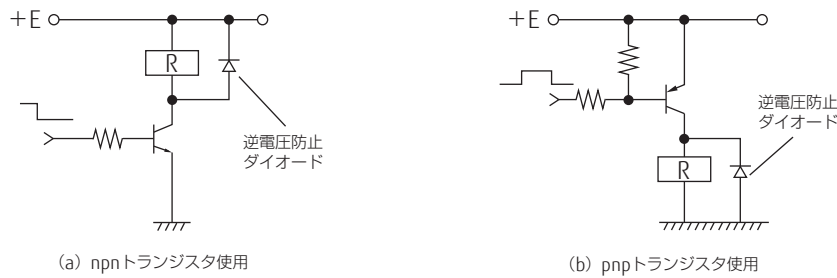 +E
R
逆電圧防止
ダイオード
(a) npnトランジスタ使用
+E
逆電圧防止
ダイオード
R
(b) pnpトランジスタ使用